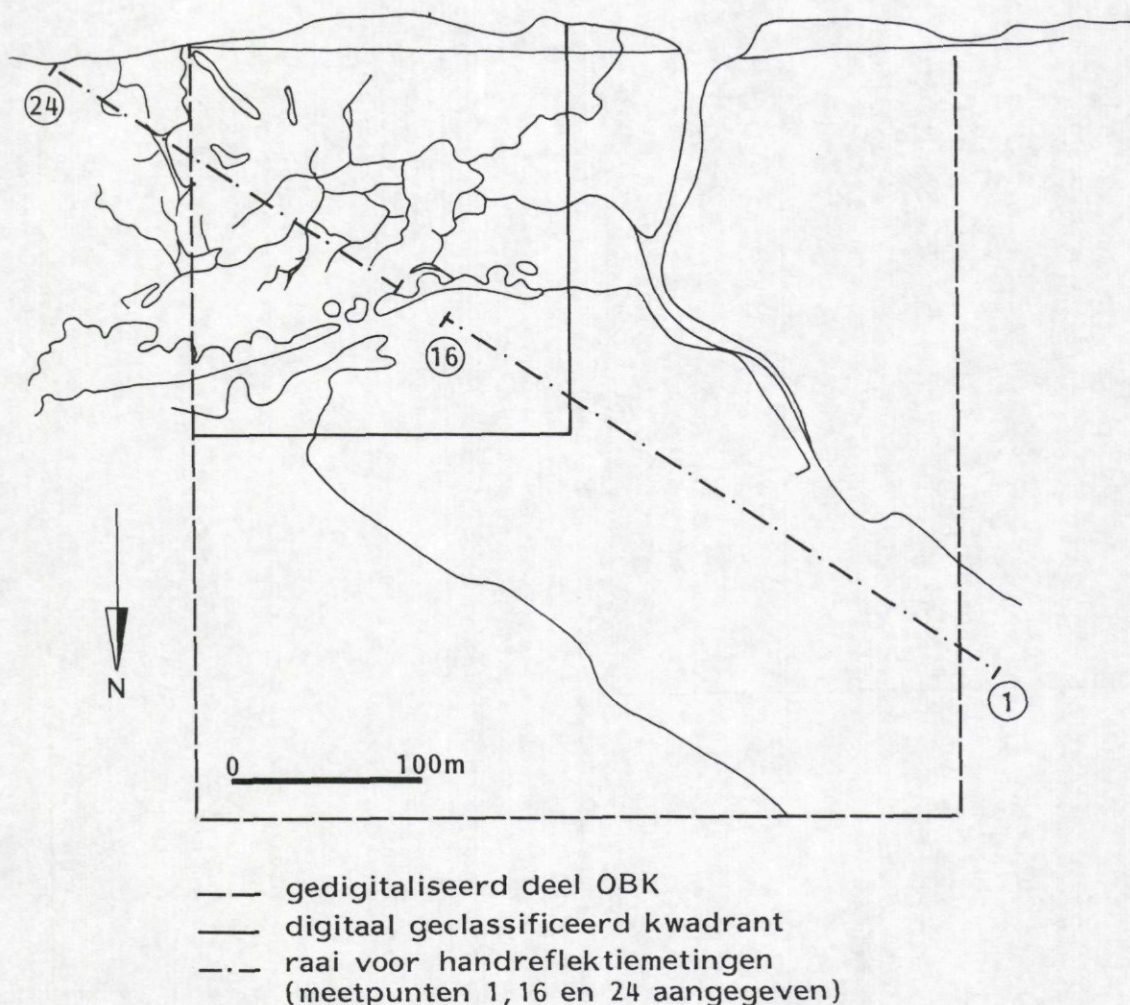 24
16
N
1
0 100m
gedigitaliseerd deel OBK
digitaal geclassificeerd kwadrant
raai voor handreflektiemetingen
(meetpunten 1,16 en 24 aangegeven)